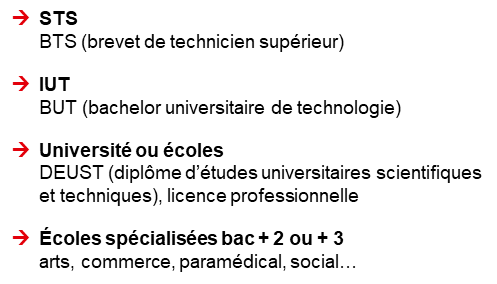 → STS
BTS (brevet de technicien supérieur)
→ IUT
BUT (bachelor universitaire de technologie)
→ Université ou écoles
DEUST (diplôme d'études universitaires scientifiques
et techniques), licence professionnelle
→ Écoles spécialisées bac + 2 ou + 3
arts, commerce, paramédical, social…